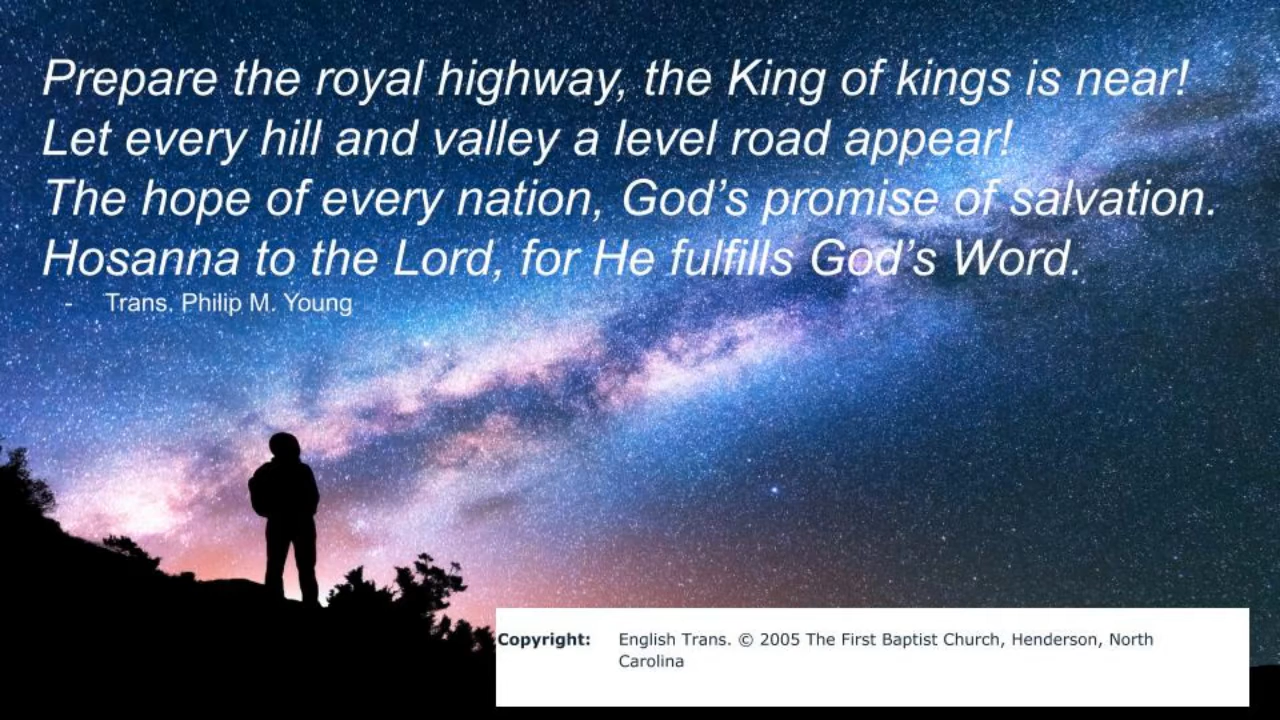 Prepare the royal highway, the King of kings is near!
Let every hill and valley a level road appear!
The hope of every nation, God’s promise of salvation.
Hosanna to the Lord, for He fulfills God’s Word.
- Trans. Philip M. Young
Copyright: English Trans. © 2005 The First Baptist Church, Henderson, North
Carolina